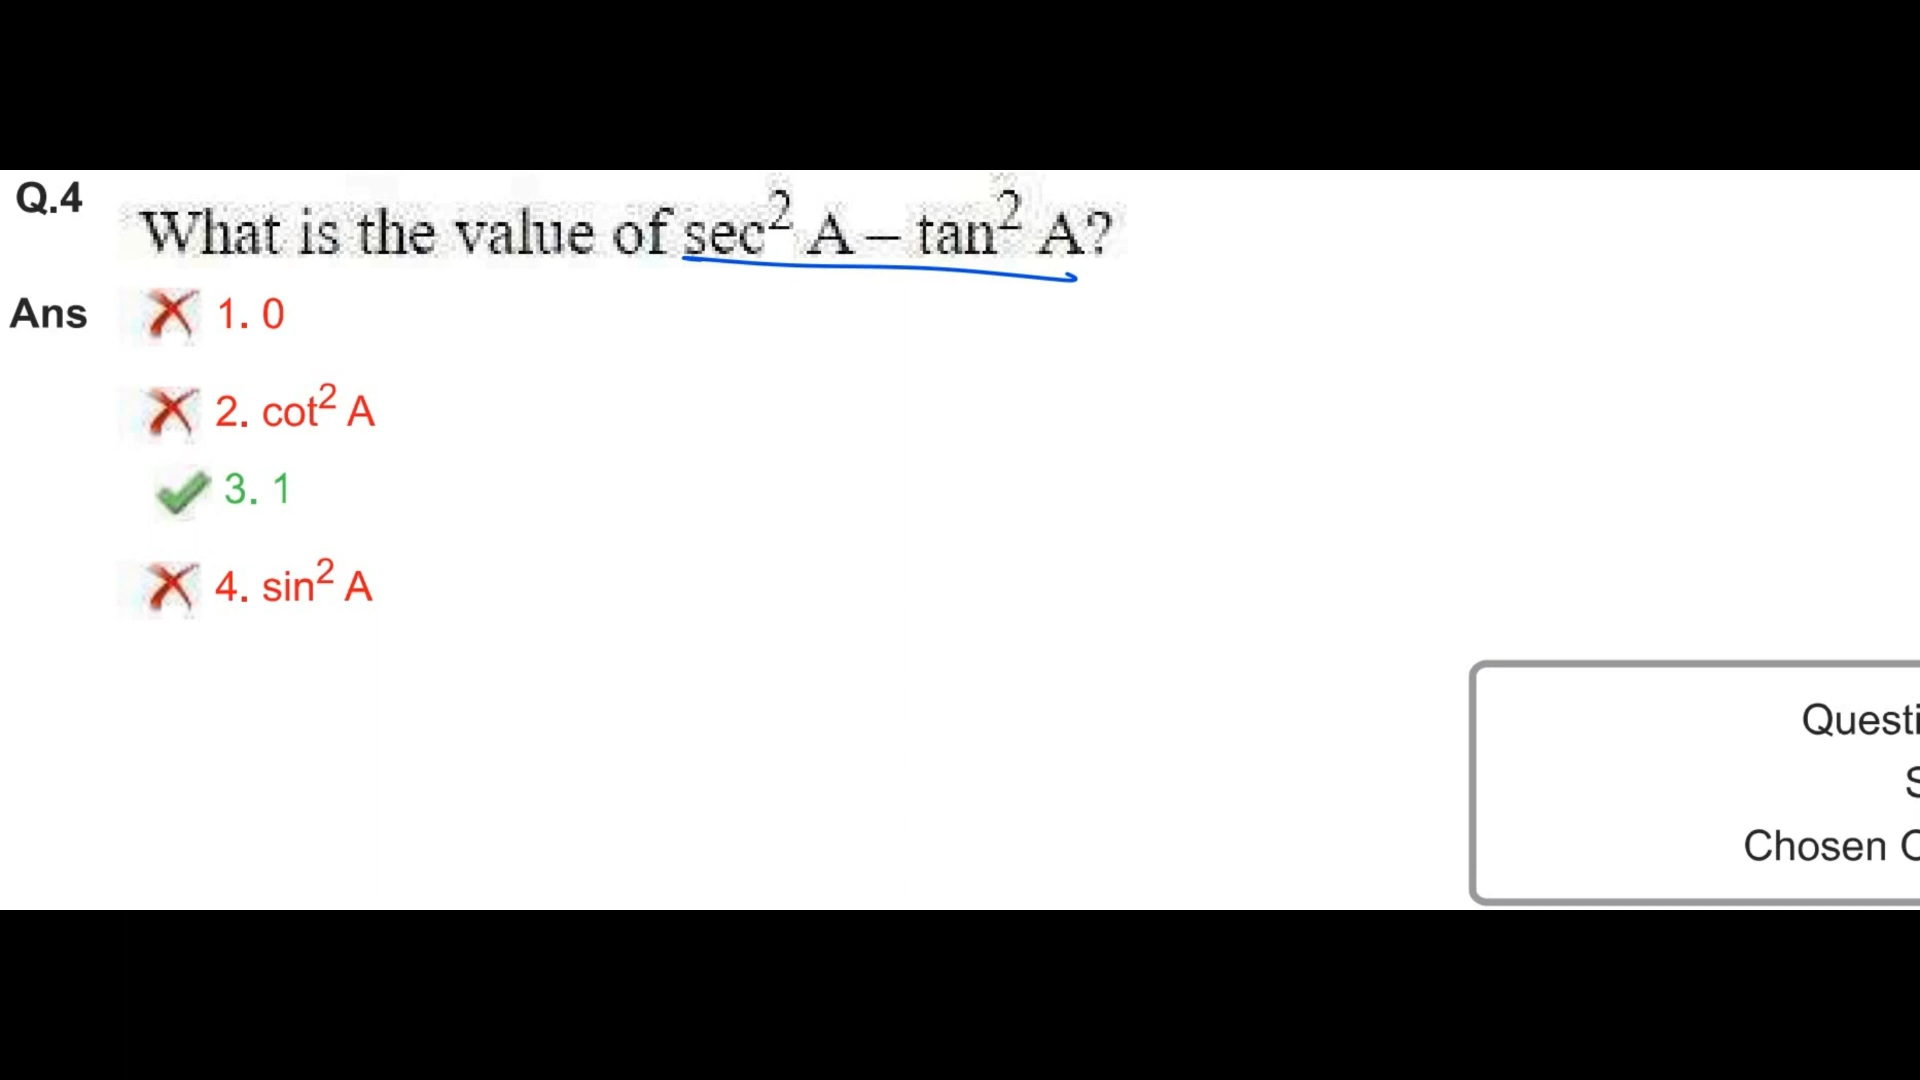 Q.4 What is the value of sec² A – tan² A?
Ans 1. 0
2. cot² A
3. 1
4. sin² A
Questi
S
Chosen O